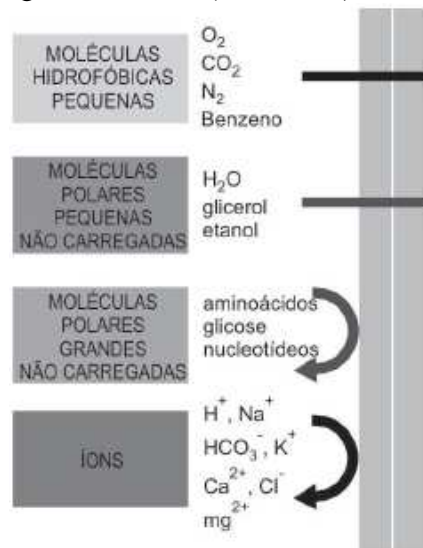 MOLÉCULAS
HIDROFÓBICAS
PEQUENAS
O₂
CO₂
N₂
Benzeno
MOLÉCULAS
POLARES
PEQUENAS
NÃO CARREGADAS
H₂O
glicerol
etanol
MOLÉCULAS
POLARES
GRANDES
NÃO CARREGADAS
aminoácidos
glicose
nucleotídeos
ÍONS
H⁺, Na⁺
HCO₃⁻, K⁺
Ca²⁺, Cl⁻
mg²⁺